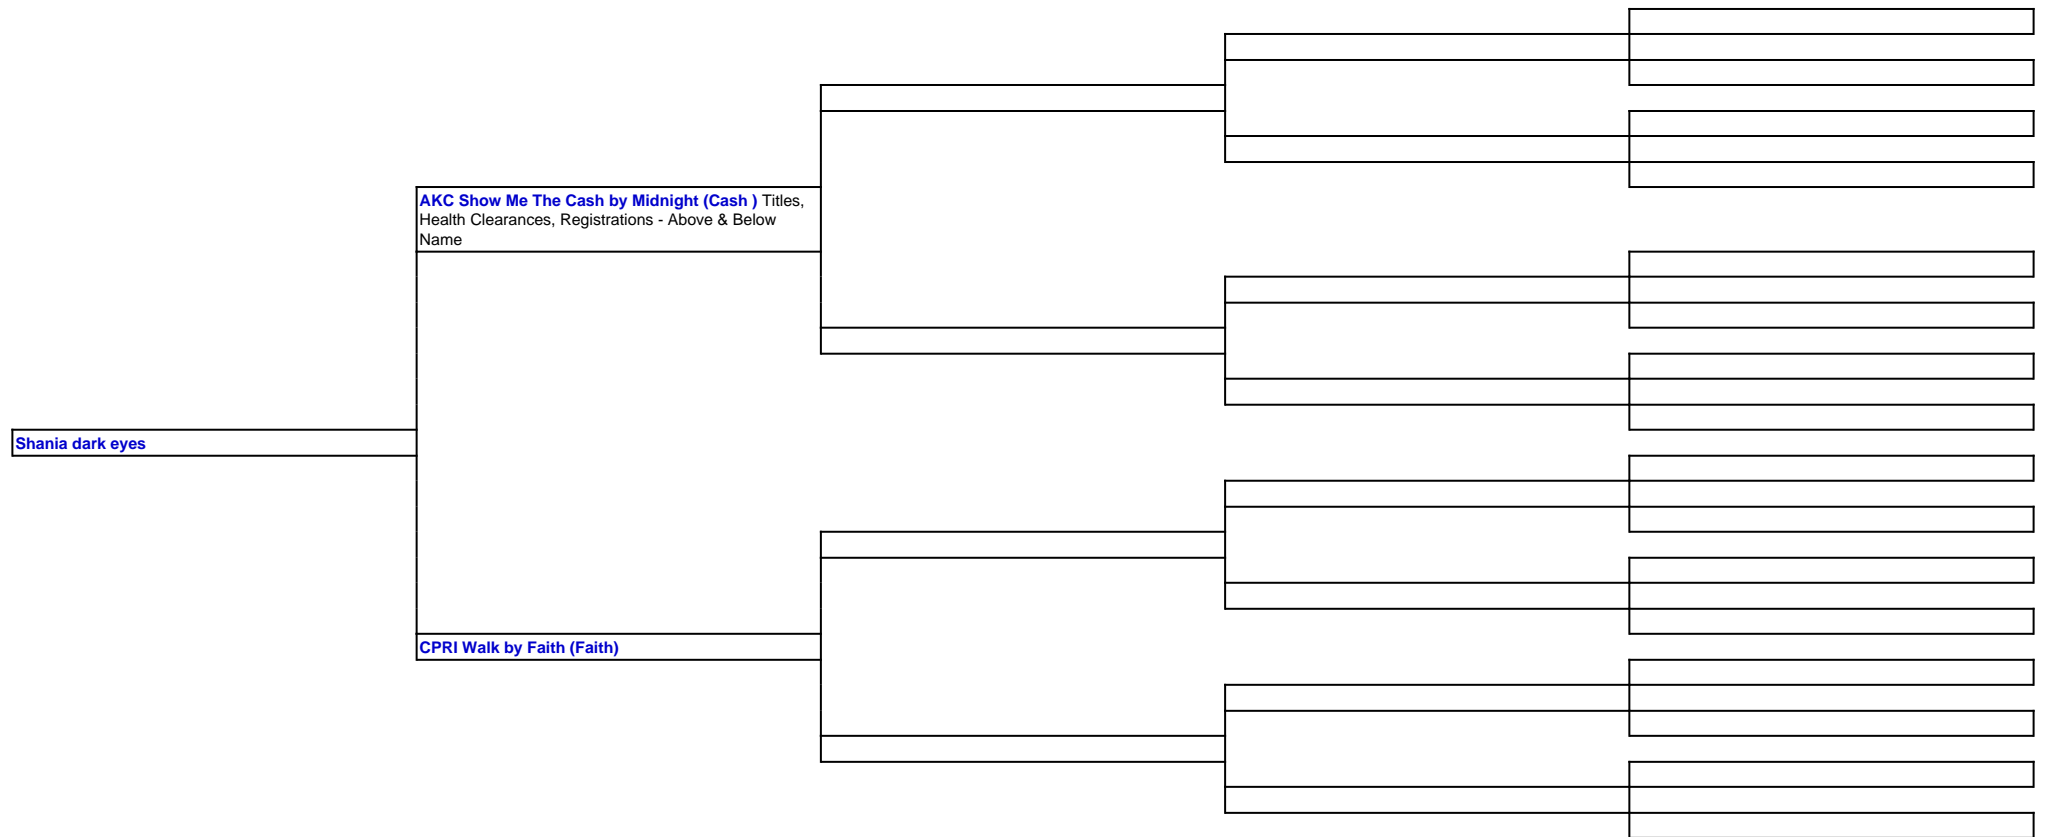 AKC Show Me The Cash by Midnight (Cash ) Titles,
Health Clearances, Registrations - Above & Below
Name
Shania dark eyes
CPRI Walk by Faith (Faith)